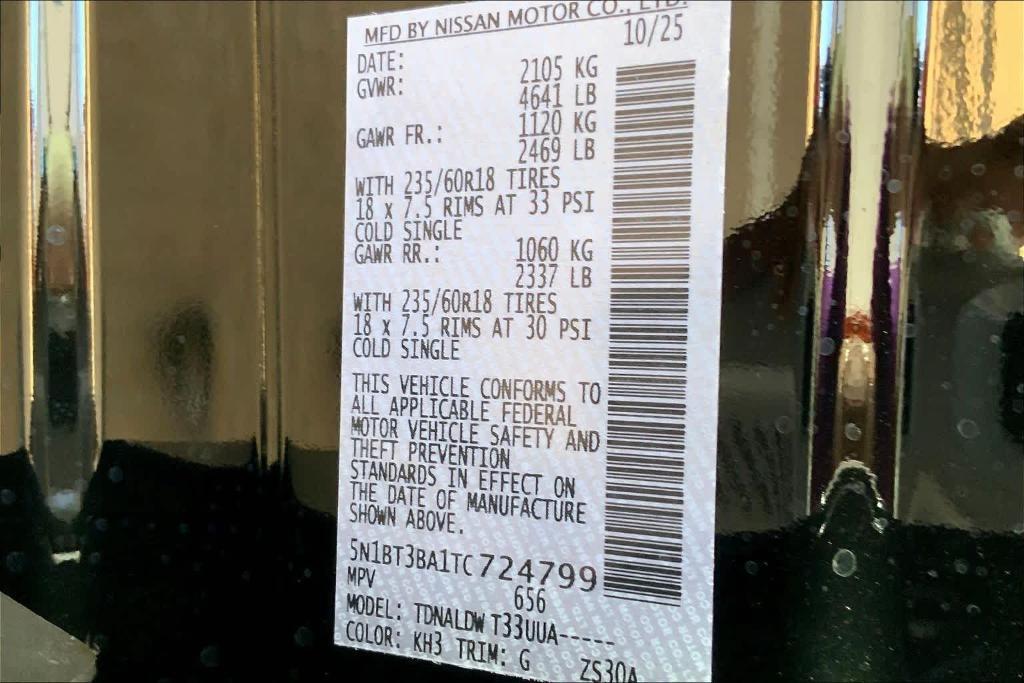 MFD BY NISSAN MOTOR CO., LTD.
DATE: 10/25
GVWR: 2105 KG
4641 LB
GAWR FR.: 1120 KG
2469 LB
WITH 235/60R18 TIRES
18 x 7.5 RIMS AT 33 PSI
COLD SINGLE
GAWR RR.: 1060 KG
2337 LB
WITH 235/60R18 TIRES
18 x 7.5 RIMS AT 30 PSI
COLD SINGLE
THIS VEHICLE CONFORMS TO
ALL APPLICABLE FEDERAL
MOTOR VEHICLE SAFETY AND
THEFT PREVENTION
STANDARDS IN EFFECT ON
THE DATE OF MANUFACTURE
SHOWN ABOVE.
5N1BT3BA1TC724799
MPV 656
MODEL: TDNALDW T33UUA------
COLOR: KH3 TRIM: G ZS30A